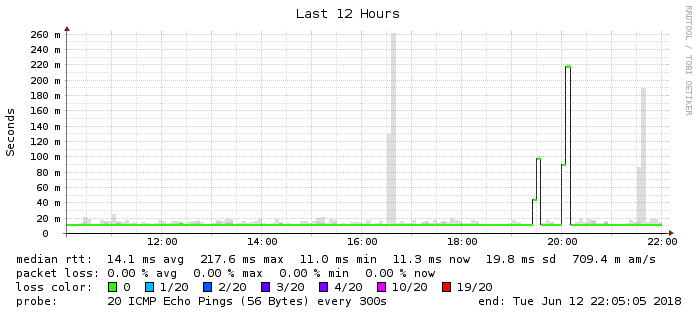 Last 12 Hours
RRDTOOL / TOBI OETIKER
Seconds
260 m
240 m
220 m
200 m
180 m
160 m
140 m
120 m
100 m
80 m
60 m
40 m
20 m
0
12:00 14:00 16:00 18:00 20:00 22:00
median rtt: 14.1 ms avg 217.6 ms max 11.0 ms min 11.3 ms now 19.8 ms sd 709.4 m am/s
packet loss: 0.00 % avg 0.00 % max 0.00 % min 0.00 % now
loss color: 0 1/20 2/20 3/20 4/20 10/20 19/20
probe: 20 ICMP Echo Pings (56 Bytes) every 300s end: Tue Jun 12 22:05:05 2018